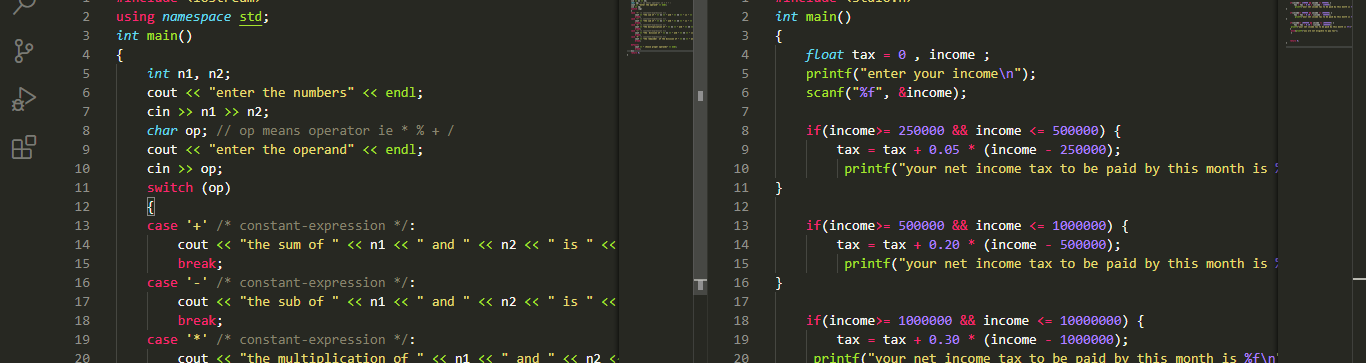 1
#include <iostream>
2 using namespace std;
3 int main()
4 {
5 int n1, n2;
6 cout << "enter the numbers" << endl;
7 cin >> n1 >> n2;
8 char op; // op means operator ie * % + /
9 cout << "enter the operand" << endl;
10 cin >> op;
11 switch (op)
12 {
13 case '+' /* constant-expression */:
14 cout << "the sum of " << n1 << " and " << n2 << " is " <<
15 break;
16 case '-' /* constant-expression */:
17 cout << "the sub of " << n1 << " and " << n2 << " is " <<
18 break;
19 case '*' /* constant-expression */:
20 cout << "the multiplication of " << n1 << " and " << n2 <
1 #include <stdio.h>
2 int main()
3 {
4 float tax = 0 , income ;
5 printf("enter your income\n");
6 scanf("%f", &income);
7
8 if(income>= 250000 && income <= 500000) {
9 tax = tax + 0.05 * (income - 250000);
10 printf("your net income tax to be paid by this month is %
11 }
12
13 if(income>= 500000 && income <= 1000000) {
14 tax = tax + 0.20 * (income - 500000);
15 printf("your net income tax to be paid by this month is %
16 }
17
18 if(income>= 1000000 && income <= 10000000) {
19 tax = tax + 0.30 * (income - 1000000);
20 printf("your net income tax to be paid by this month is %f\n